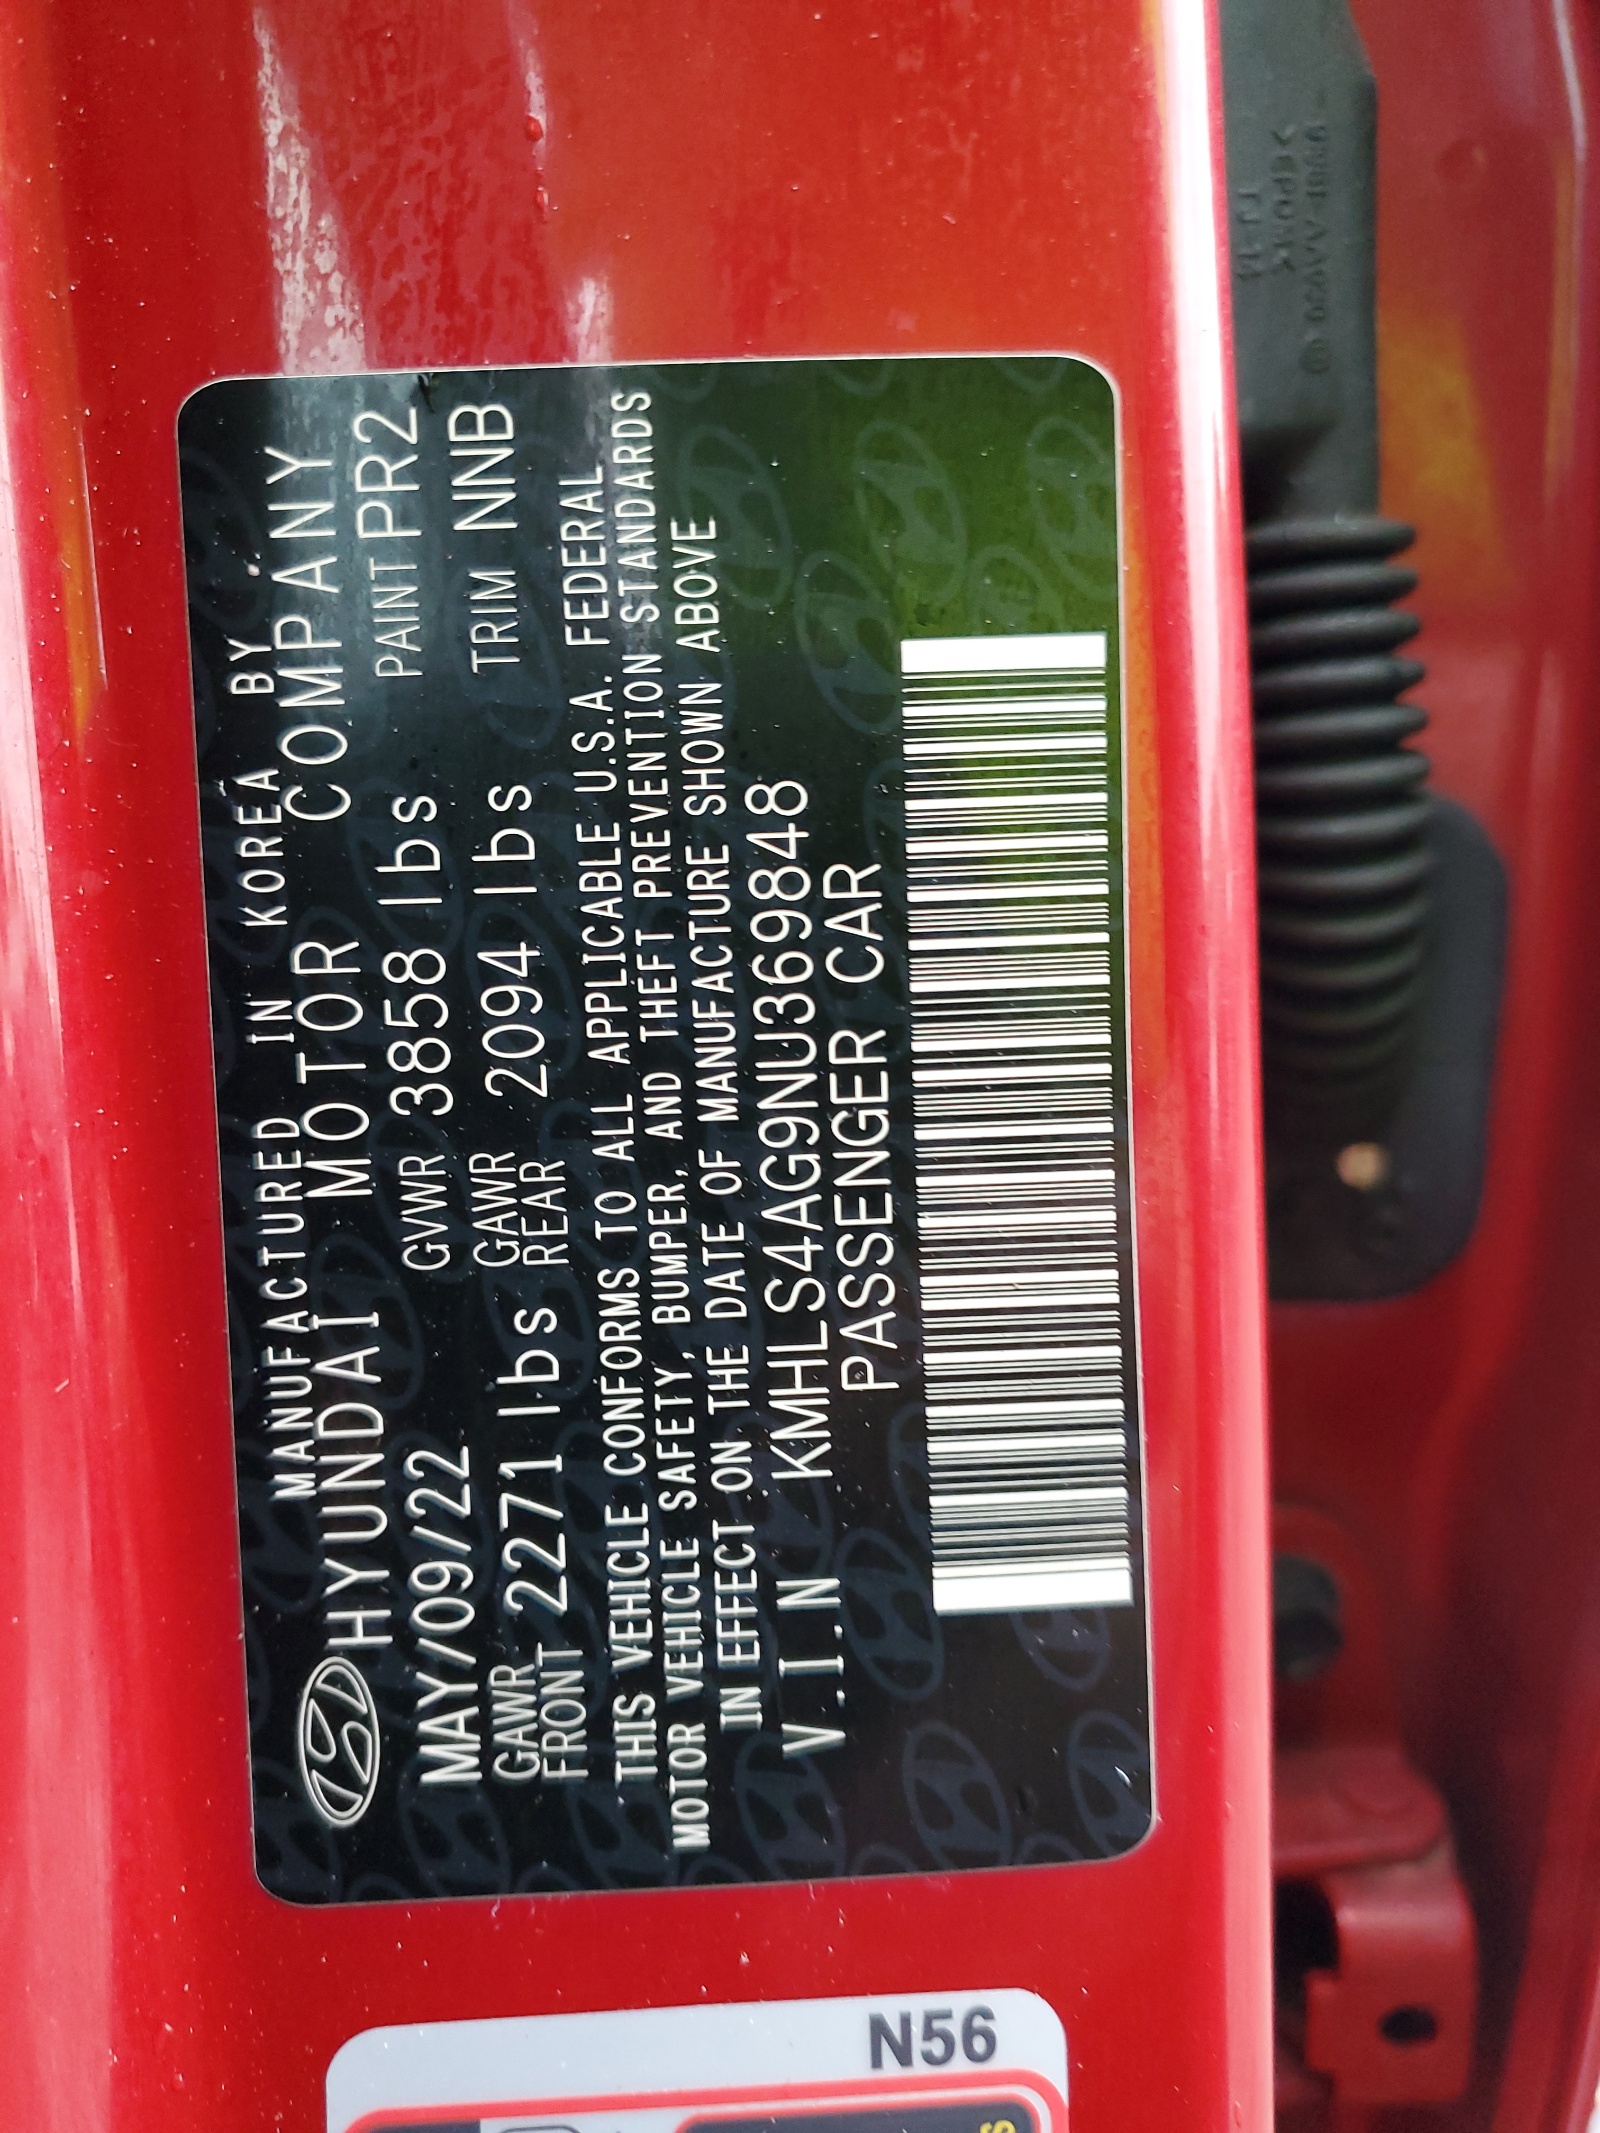 MANUFACTURED IN KOREA BY
HYUNDAI MOTOR COMPANY
MAY/09/22 GVWR 3858 lbs PAINT PR2
GAWR FRONT 2271 lbs GAWR REAR 2094 lbs TRIM NNB
THIS VEHICLE CONFORMS TO ALL APPLICABLE U.S.A. FEDERAL
MOTOR VEHICLE SAFETY, BUMPER, AND THEFT PREVENTION STANDARDS
IN EFFECT ON THE DATE OF MANUFACTURE SHOWN ABOVE
V.I.N KMHLS4AG9NU369848
PASSENGER CAR
N56